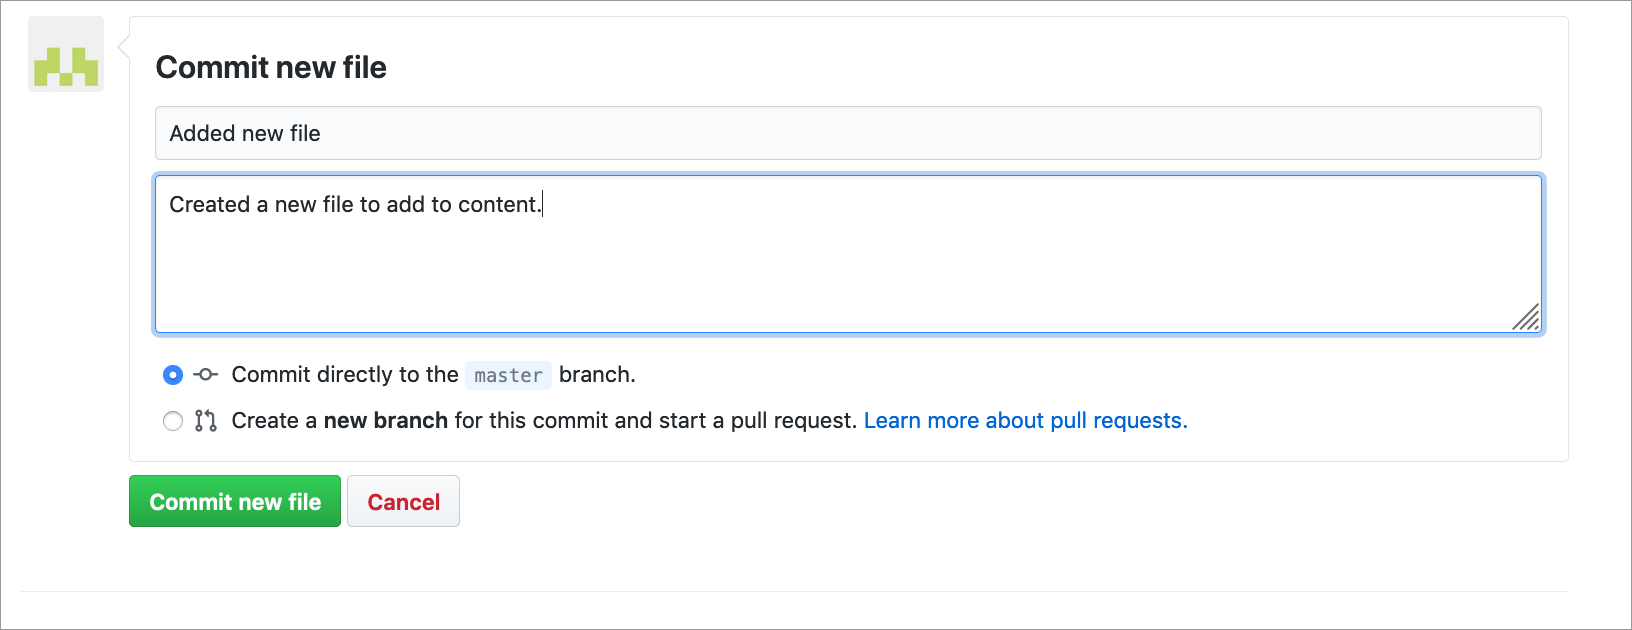 Commit new file
Added new file
Created a new file to add to content.
Commit directly to the master branch.
Create a new branch for this commit and start a pull request. Learn more about pull requests.
Commit new file Cancel